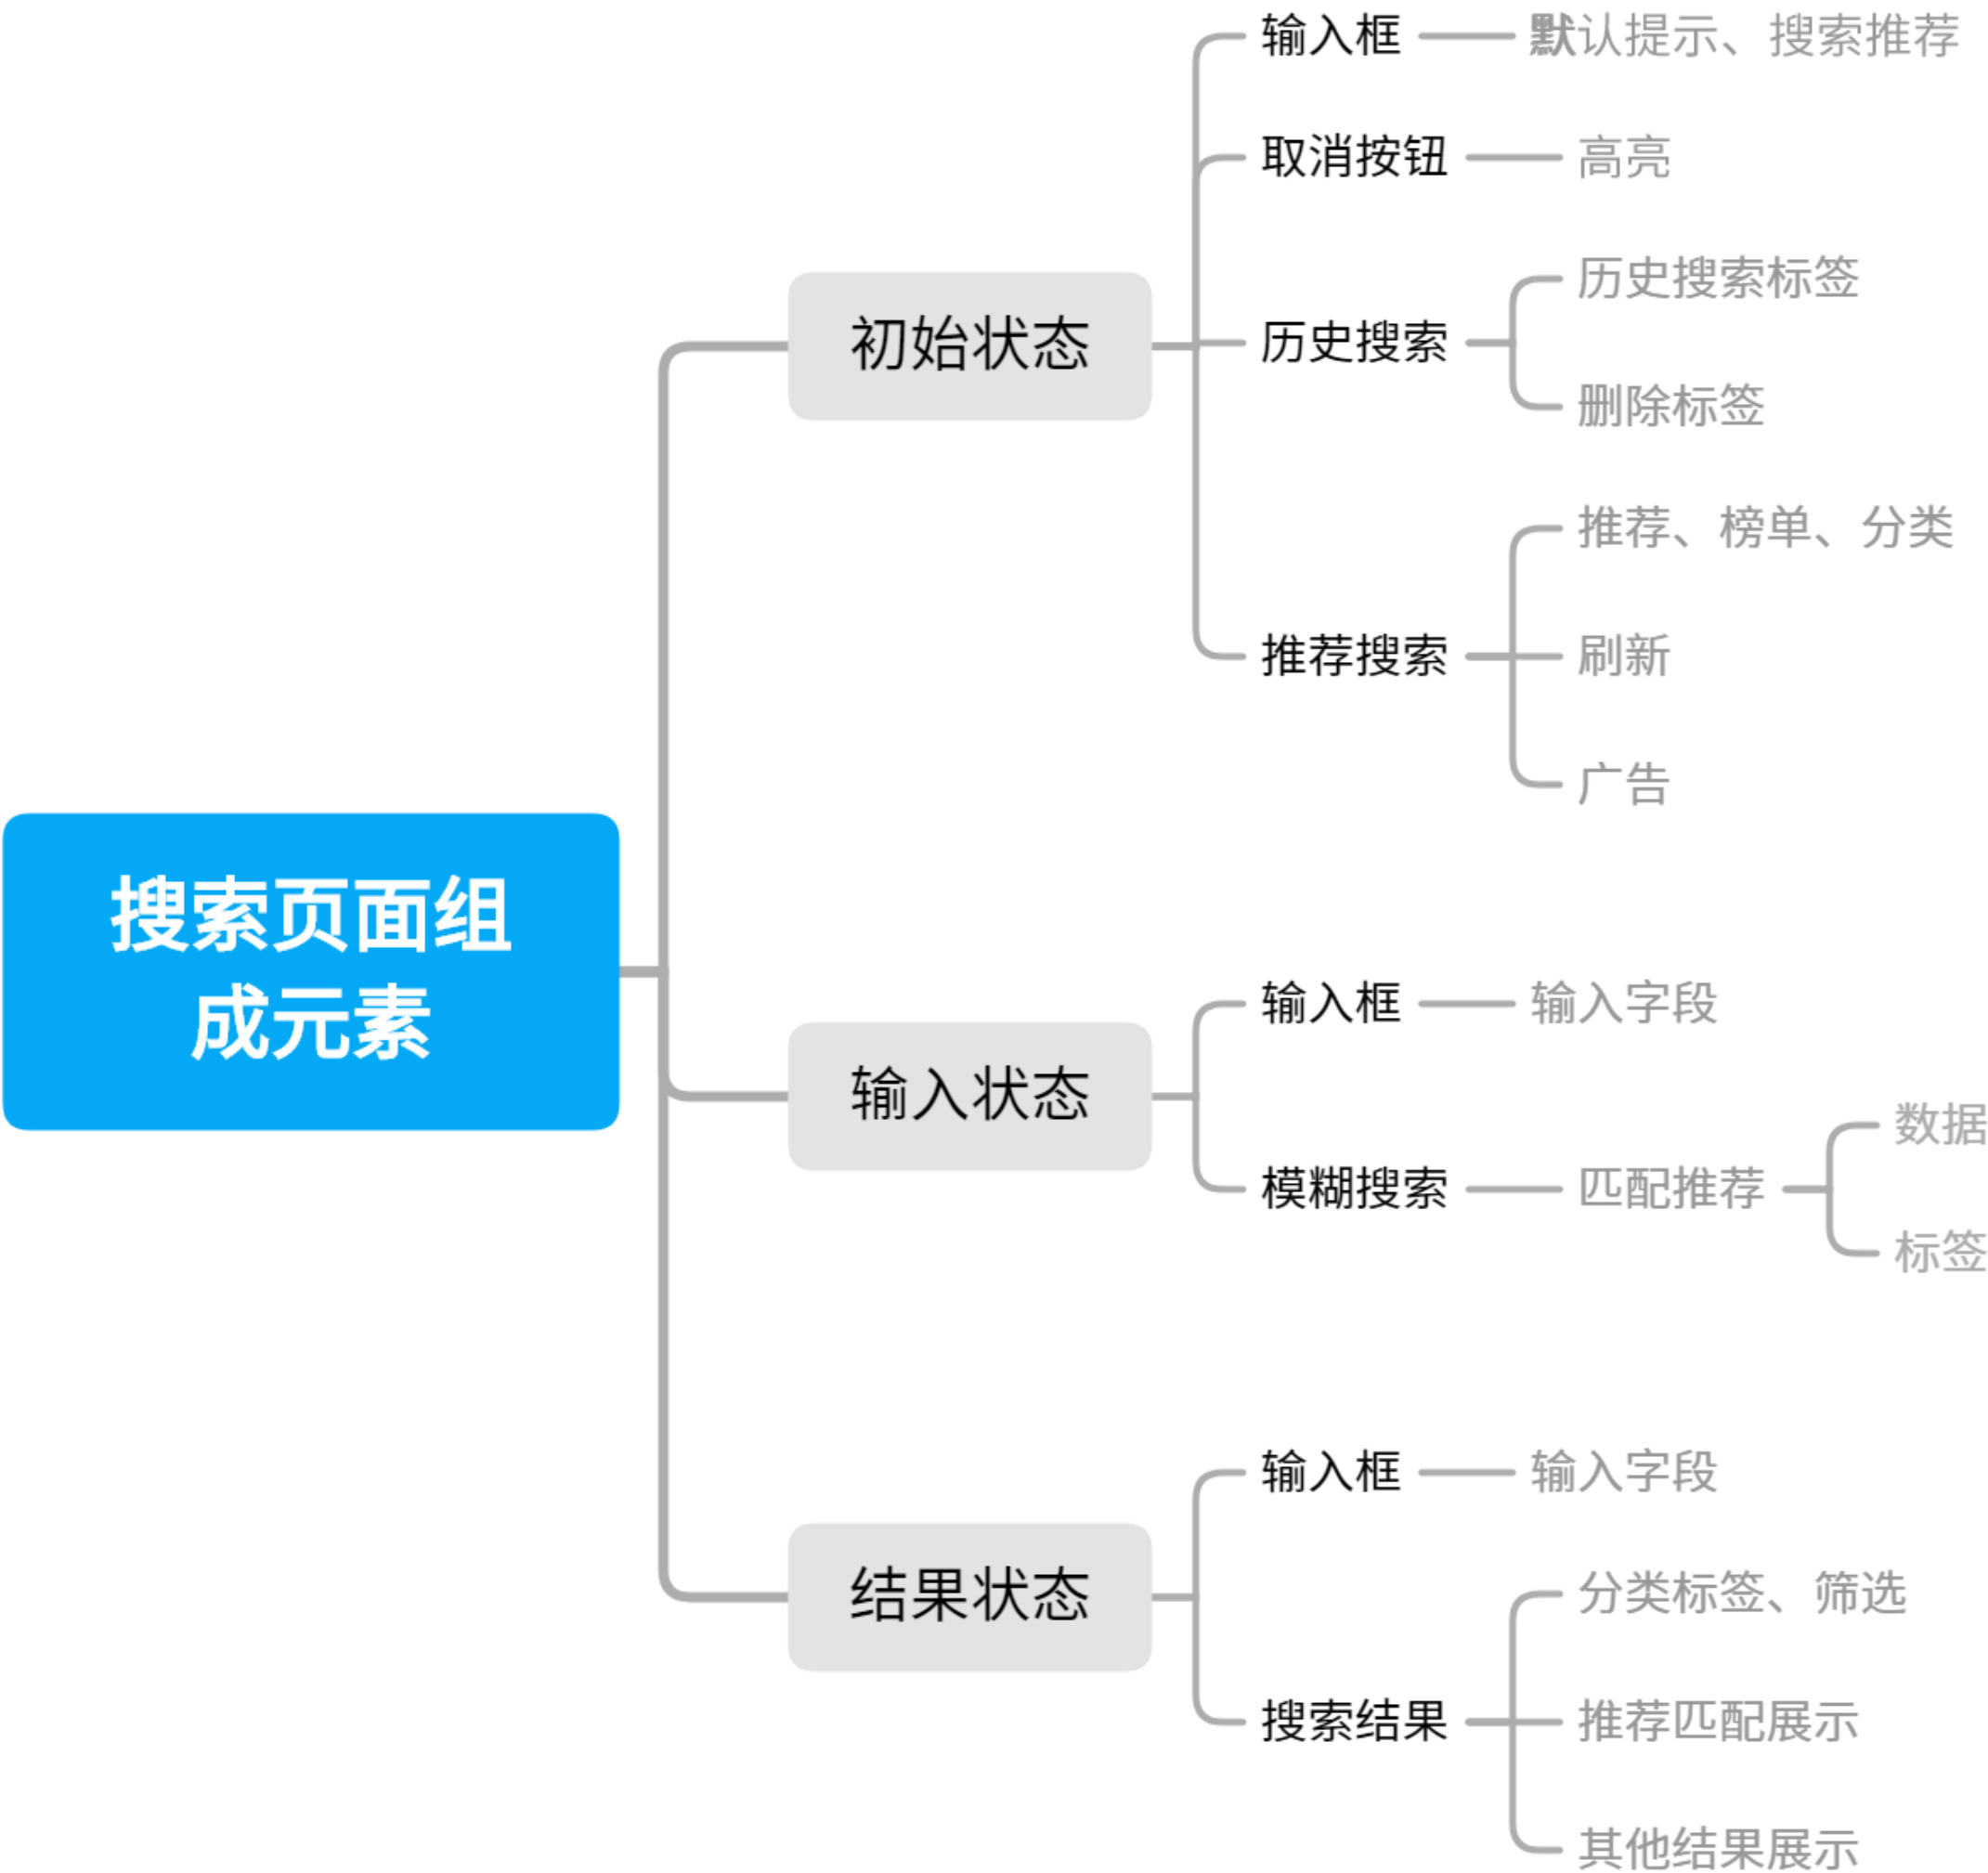 搜索页面组
成元素
初始状态
输入框
默认提示、搜索推荐
取消按钮
高亮
历史搜索
历史搜索标签
删除标签
推荐搜索
推荐、榜单、分类
刷新
广告
输入状态
输入框
输入字段
模糊搜索
匹配推荐
数据
标签
结果状态
输入框
输入字段
搜索结果
分类标签、筛选
推荐匹配展示
其他结果展示